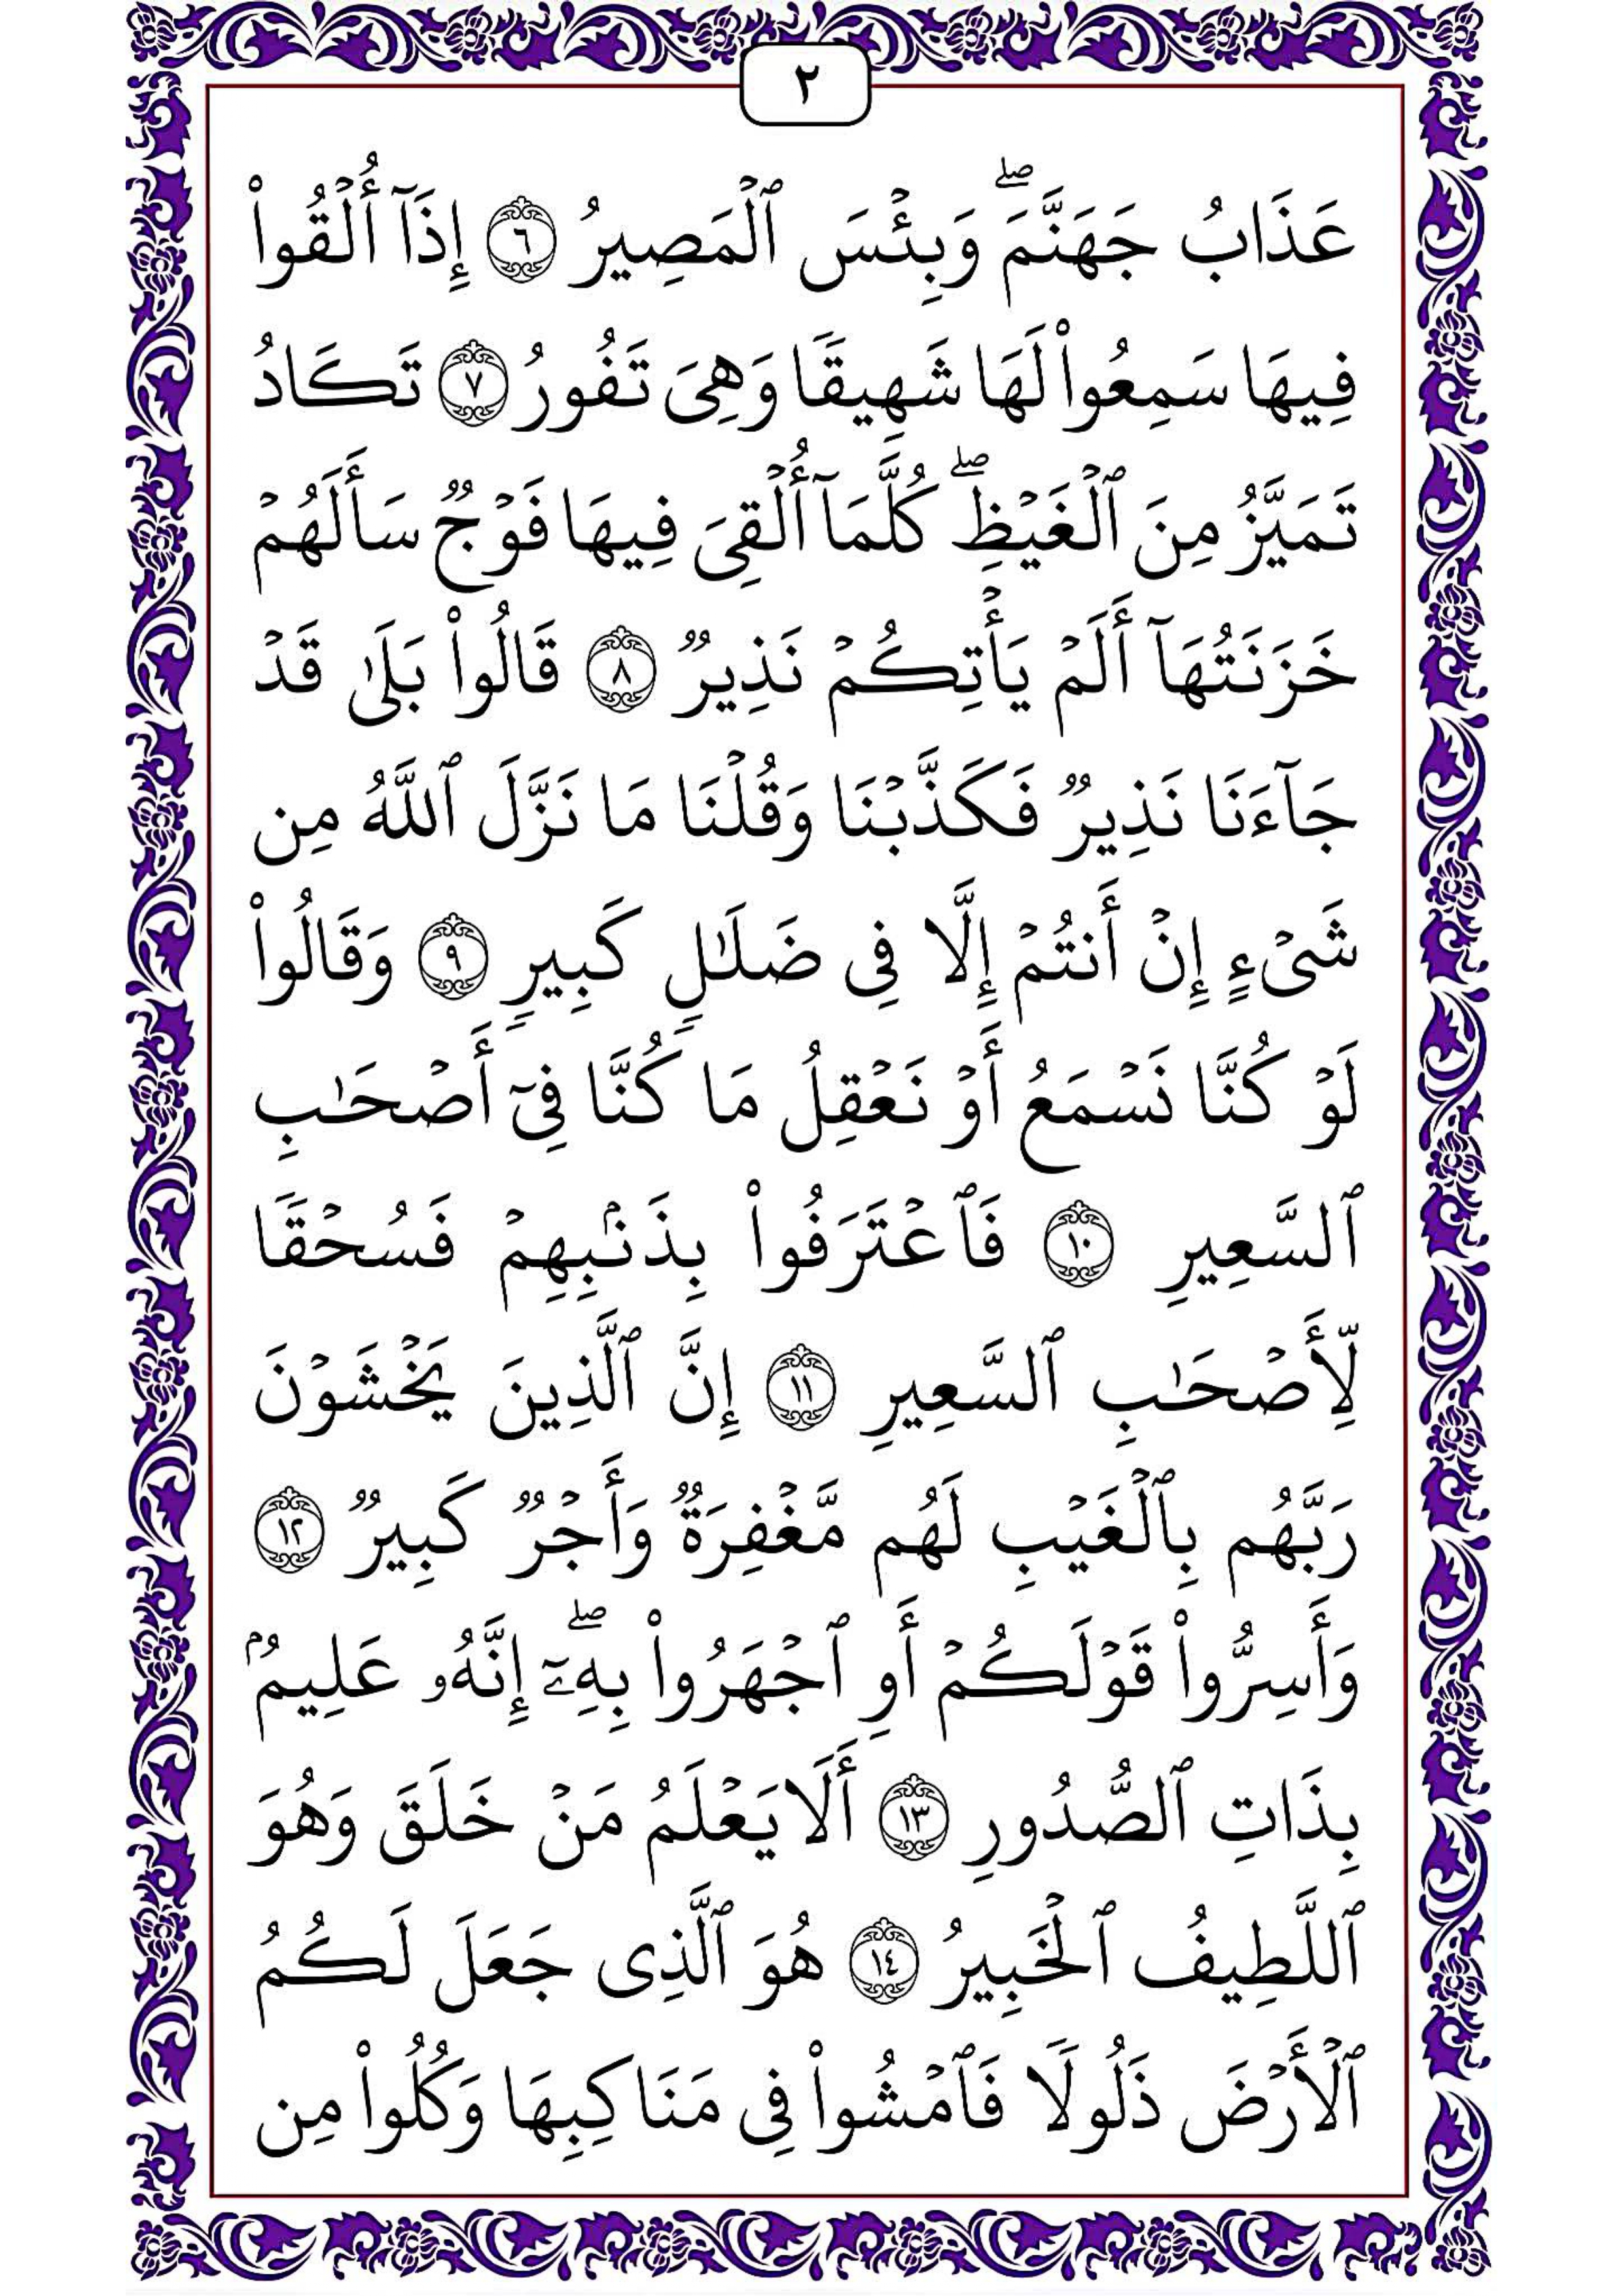 ٢
عَذَابُ جَهَنَّمَۖ وَبِئۡسَ ٱلۡمَصِيرُ ٦ إِذَآ أُلۡقُواْ
فِيهَا سَمِعُواْ لَهَا شَهِيقٗا وَهِيَ تَفُورُ ٧ تَكَادُ
تَمَيَّزُ مِنَ ٱلۡغَيۡظِۖ كُلَّمَآ أُلۡقِيَ فِيهَا فَوۡجٞ سَأَلَهُمۡ
خَزَنَتُهَآ أَلَمۡ يَأۡتِكُمۡ نَذِيرٞ ٨ قَالُواْ بَلَىٰ قَدۡ
جَآءَنَا نَذِيرٞ فَكَذَّبۡنَا وَقُلۡنَا مَا نَزَّلَ ٱللَّهُ مِن
شَيۡءٍ إِنۡ أَنتُمۡ إِلَّا فِي ضَلَٰلٖ كَبِيرٖ ٩ وَقَالُواْ
لَوۡ كُنَّا نَسۡمَعُ أَوۡ نَعۡقِلُ مَا كُنَّا فِيٓ أَصۡحَٰبِ
ٱلسَّعِيرِ ١٠ فَٱعۡتَرَفُواْ بِذَنۢبِهِمۡ فَسُحۡقٗا
لِّأَصۡحَٰبِ ٱلسَّعِيرِ ١١ إِنَّ ٱلَّذِينَ يَخۡشَوۡنَ
رَبَّهُم بِٱلۡغَيۡبِ لَهُم مَّغۡفِرَةٞ وَأَجۡرٞ كَبِيرٞ ١٢
وَأَسِرُّواْ قَوۡلَكُمۡ أَوِ ٱجۡهَرُواْ بِهِۦٓۖ إِنَّهُۥ عَلِيمُۢ
بِذَاتِ ٱلصُّدُورِ ١٣ أَلَا يَعۡلَمُ مَنۡ خَلَقَ وَهُوَ
ٱللَّطِيفُ ٱلۡخَبِيرُ ١٤ هُوَ ٱلَّذِي جَعَلَ لَكُمُ
ٱلۡأَرۡضَ ذَلُولٗا فَٱمۡشُواْ فِي مَنَاكِبِهَا وَكُلُواْ مِن